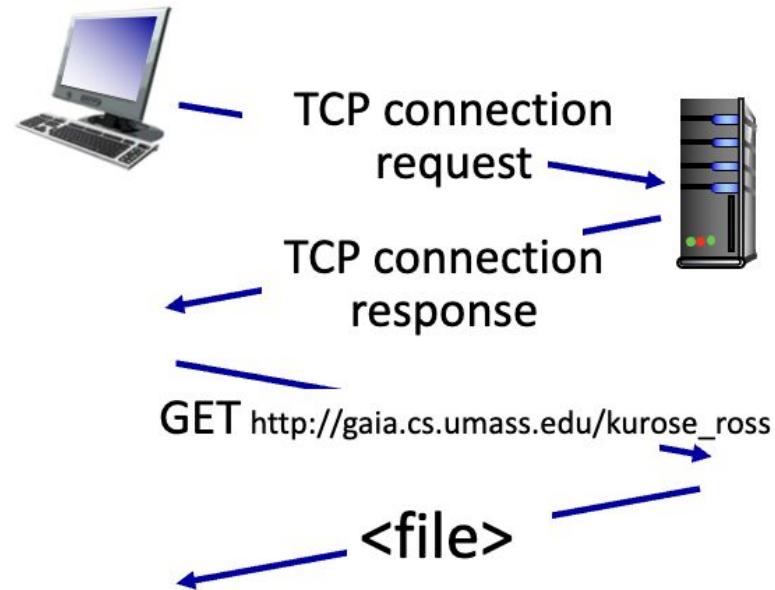 TCP connection
request
TCP connection
response
GET http://gaia.cs.umass.edu/kurose_ross
<file>